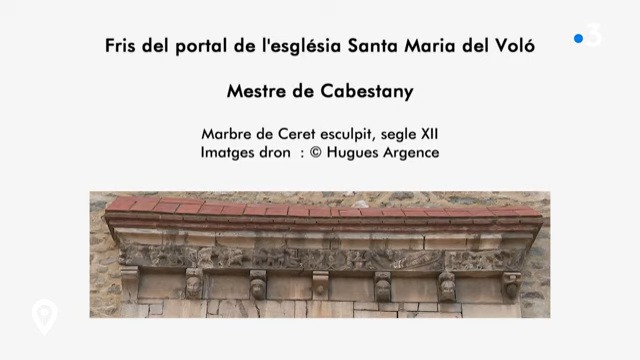 Fris del portal de l'església Santa Maria del Voló
3
Mestre de Cabestany
Marbre de Ceret esculpit, segle XII
Imatges dron : © Hugues Argence